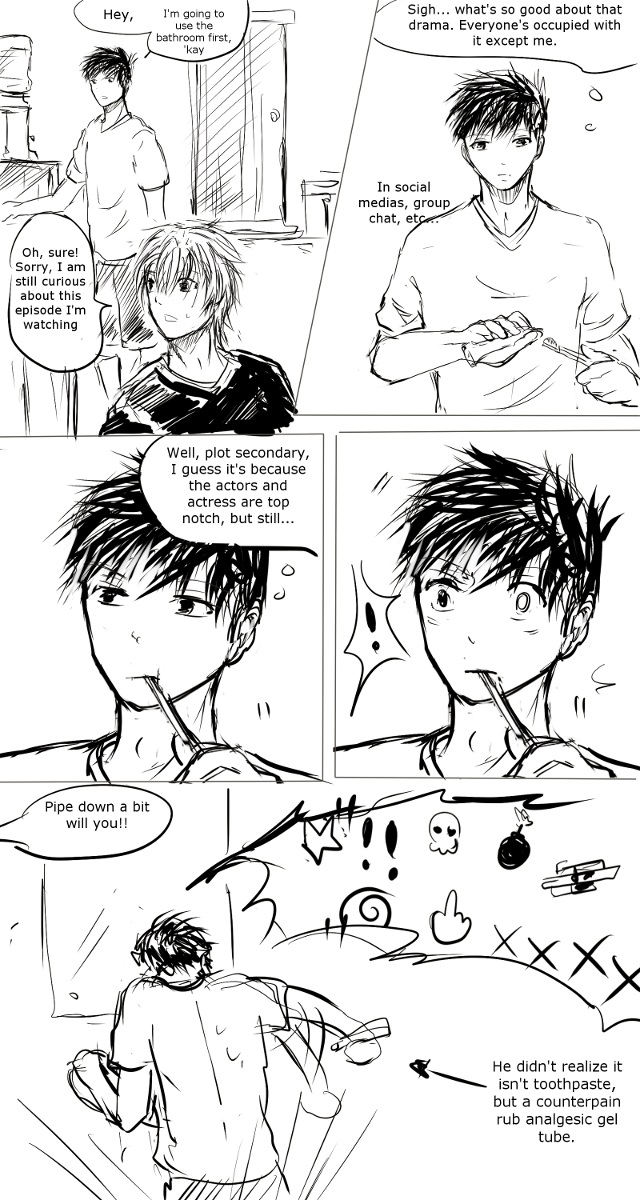 Hey,
I'm going to
use the
bathroom first,
'kay
Oh, sure!
Sorry, I am
still curious
about this
episode I'm
watching
Sigh... what's so good about that
drama. Everyone's occupied with
it except me.
In social
medias, group
chat, etc...
Well, plot secondary,
I guess it's because
the actors and
actress are top
notch, but still...
!
Pipe down a bit
will you!!
!!
He didn't realize it
isn't toothpaste,
but a counterpain
rub analgesic gel
tube.